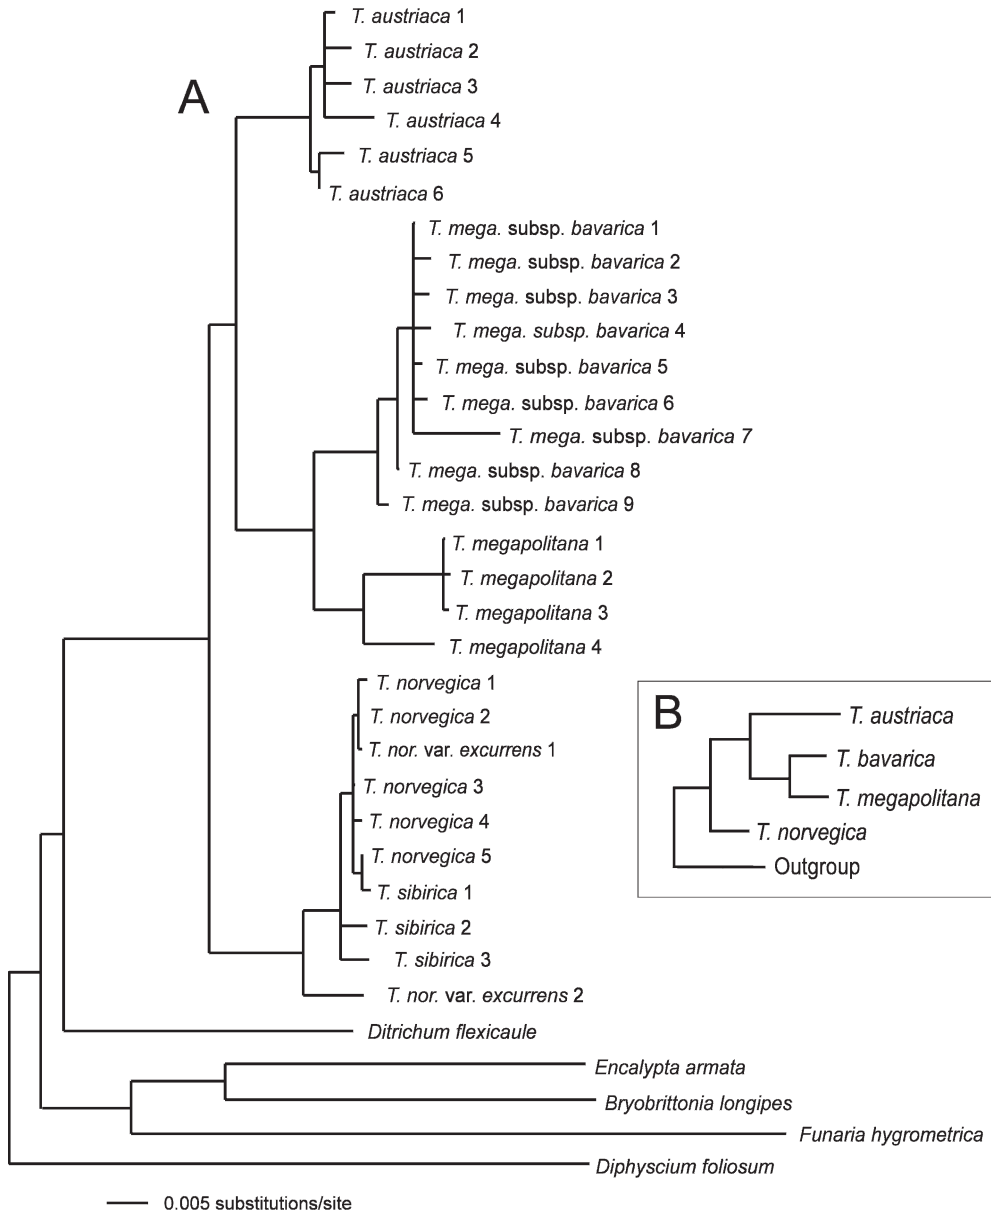 T. austriaca 1
T. austriaca 2
A
T. austriaca 3
T. austriaca 4
T. austriaca 5
T. austriaca 6
T. mega. subsp. bavarica 1
T. mega. subsp. bavarica 2
T. mega. subsp. bavarica 3
T. mega. subsp. bavarica 4
T. mega. subsp. bavarica 5
T. mega. subsp. bavarica 6
T. mega. subsp. bavarica 7
T. mega. subsp. bavarica 8
T. mega. subsp. bavarica 9
T. megapolitana 1
T. megapolitana 2
T. megapolitana 3
T. megapolitana 4
T. norvegica 1
T. norvegica 2
T. nor. var. excurrens 1
T. norvegica 3
T. norvegica 4
T. norvegica 5
T. sibirica 1
T. sibirica 2
T. sibirica 3
T. nor. var. excurrens 2
Ditrichum flexicaule
Encalypta armata
Bryobrittonia longipes
Funaria hygrometrica
Diphyscium foliosum
0.005 substitutions/site
B
T. austriaca
T. bavarica
T. megapolitana
T. norvegica
Outgroup